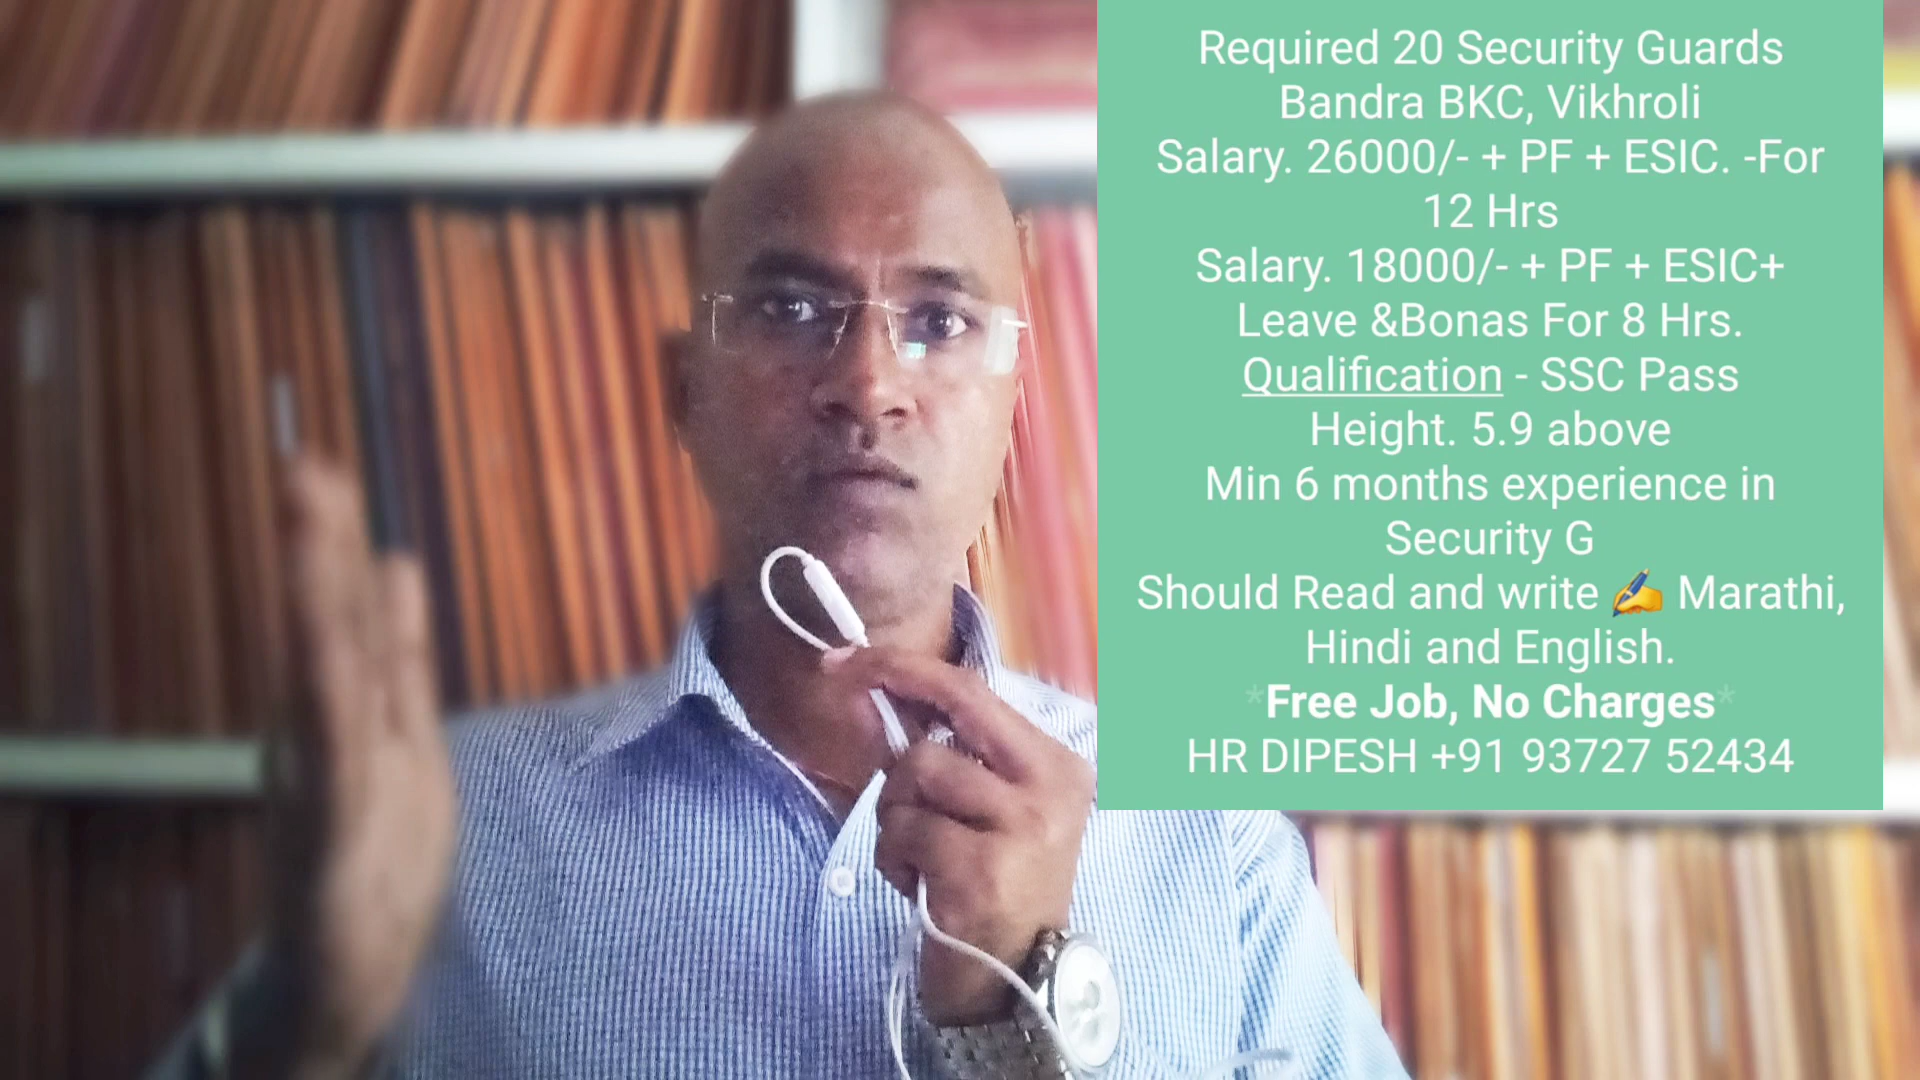 Required 20 Security Guards
Bandra BKC, Vikhroli
Salary. 26000/- + PF + ESIC. -For
12 Hrs
Salary. 18000/- + PF + ESIC+
Leave &Bonas For 8 Hrs.
Qualification - SSC Pass
Height. 5.9 above
Min 6 months experience in
Security G
Should Read and write ✍️ Marathi,
Hindi and English.
*Free Job, No Charges*
HR DIPESH +91 93727 52434